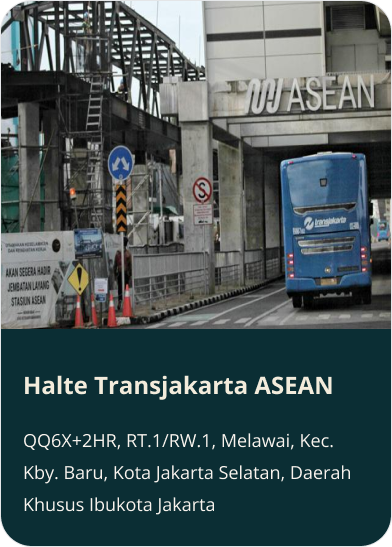 ASEAN
transjakarta
AKAN SEGERA HADIR
JEMBATAN LAYANG
STASIUN ASEAN
Halte Transjakarta ASEAN
QQ6X+2HR, RT.1/RW.1, Melawai, Kec.
Kby. Baru, Kota Jakarta Selatan, Daerah
Khusus Ibukota Jakarta